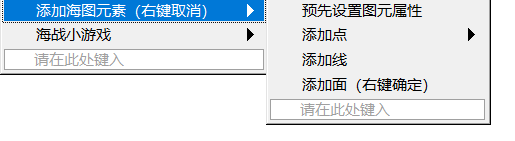 添加海图元素（右键取消）
海战小游戏
请在此处键入
预先设置图元属性
添加点
添加线
添加面（右键确定）
请在此处键入